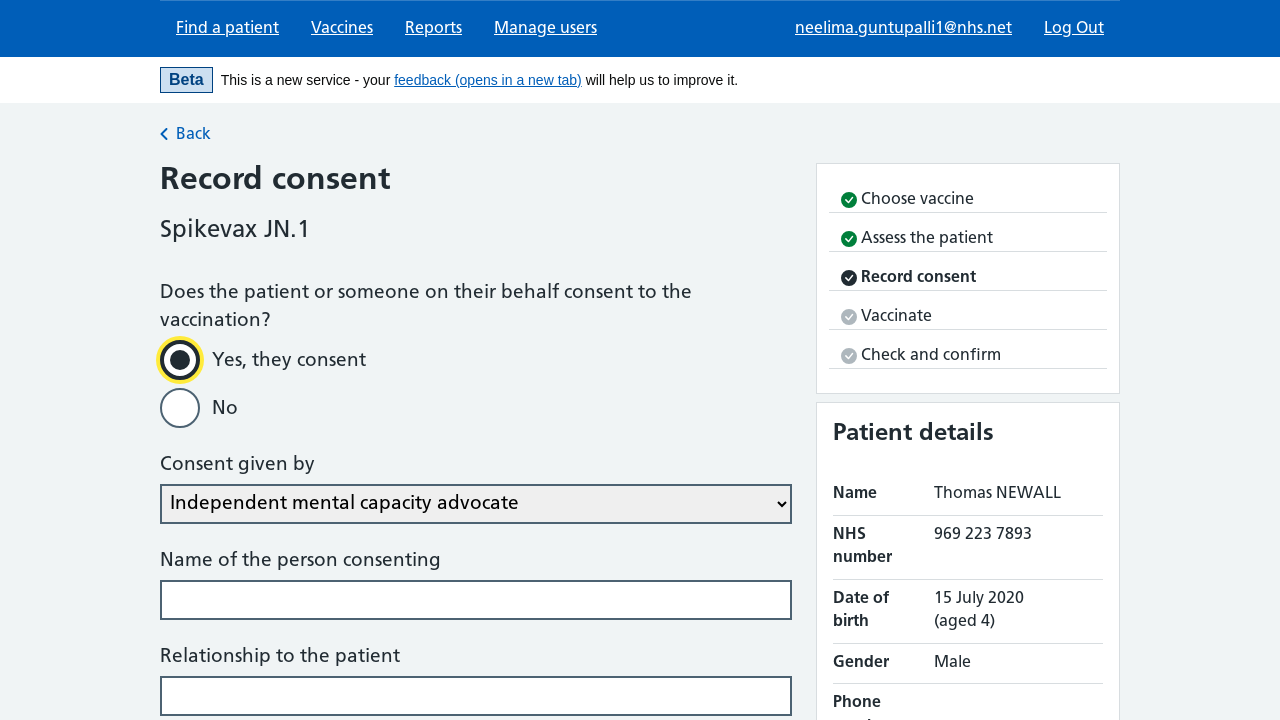 Find a patient Vaccines Reports Manage users neelima.guntupalli1@nhs.net Log Out
Beta This is a new service - your feedback (opens in a new tab) will help us to improve it.
Back
Record consent
Spikevax JN.1
Does the patient or someone on their behalf consent to the
vaccination?
Yes, they consent
No
Consent given by
Independent mental capacity advocate
Name of the person consenting
Relationship to the patient
Choose vaccine
Assess the patient
Record consent
Vaccinate
Check and confirm
Patient details
Name Thomas NEWALL
NHS number 969 223 7893
Date of birth 15 July 2020 (aged 4)
Gender Male
Phone